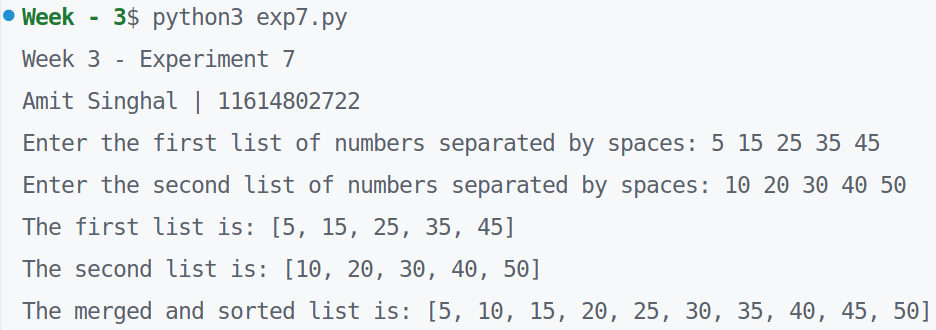 Week - 3$ python3 exp7.py
Week 3 - Experiment 7
Amit Singhal | 11614802722
Enter the first list of numbers separated by spaces: 5 15 25 35 45
Enter the second list of numbers separated by spaces: 10 20 30 40 50
The first list is: [5, 15, 25, 35, 45]
The second list is: [10, 20, 30, 40, 50]
The merged and sorted list is: [5, 10, 15, 20, 25, 30, 35, 40, 45, 50]